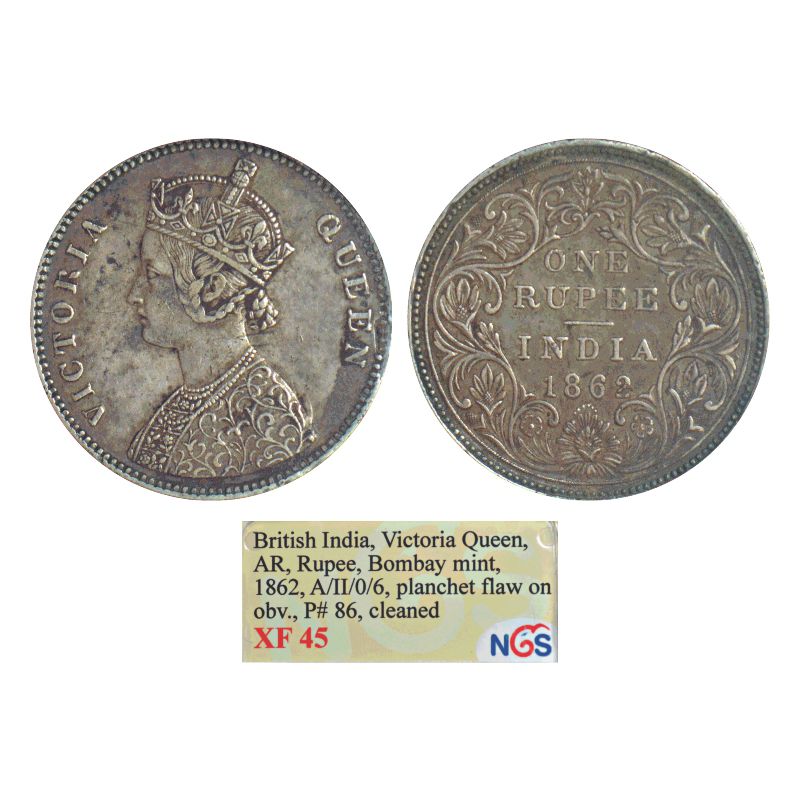 VICTORIA QUEEN
ONE
RUPEE
INDIA
1862
British India, Victoria Queen,
AR, Rupee, Bombay mint,
1862, A/II/0/6, planchet flaw on
obv., P# 86, cleaned
XF 45
NGS